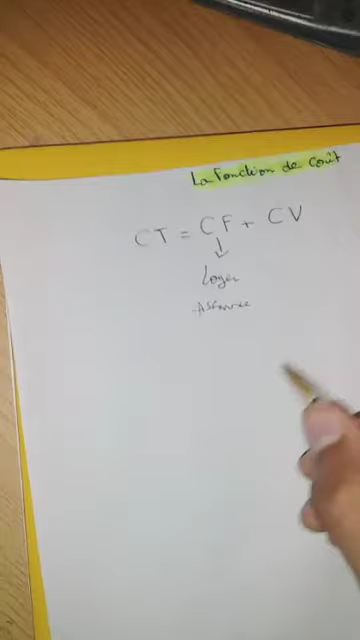 La Fonction de Coût
CT = CF + CV
↓
Loyer
Assurance